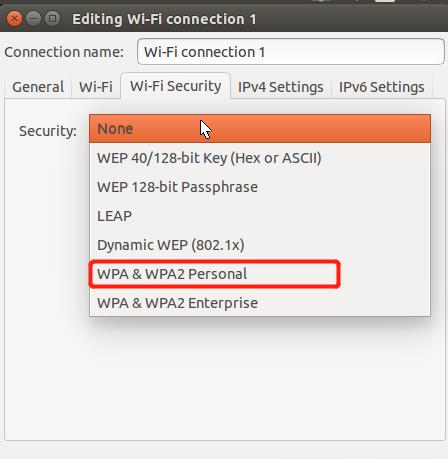 Editing Wi-Fi connection 1
Connection name: Wi-Fi connection 1
General Wi-Fi Wi-Fi Security IPv4 Settings IPv6 Settings
Security: None
WEP 40/128-bit Key (Hex or ASCII)
WEP 128-bit Passphrase
LEAP
Dynamic WEP (802.1x)
WPA & WPA2 Personal
WPA & WPA2 Enterprise